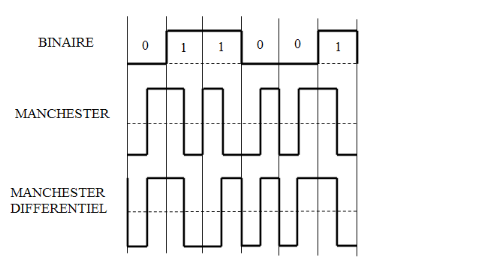 BINAIRE
0 1 1 0 0 1
MANCHESTER
MANCHESTER
DIFFERENTIEL